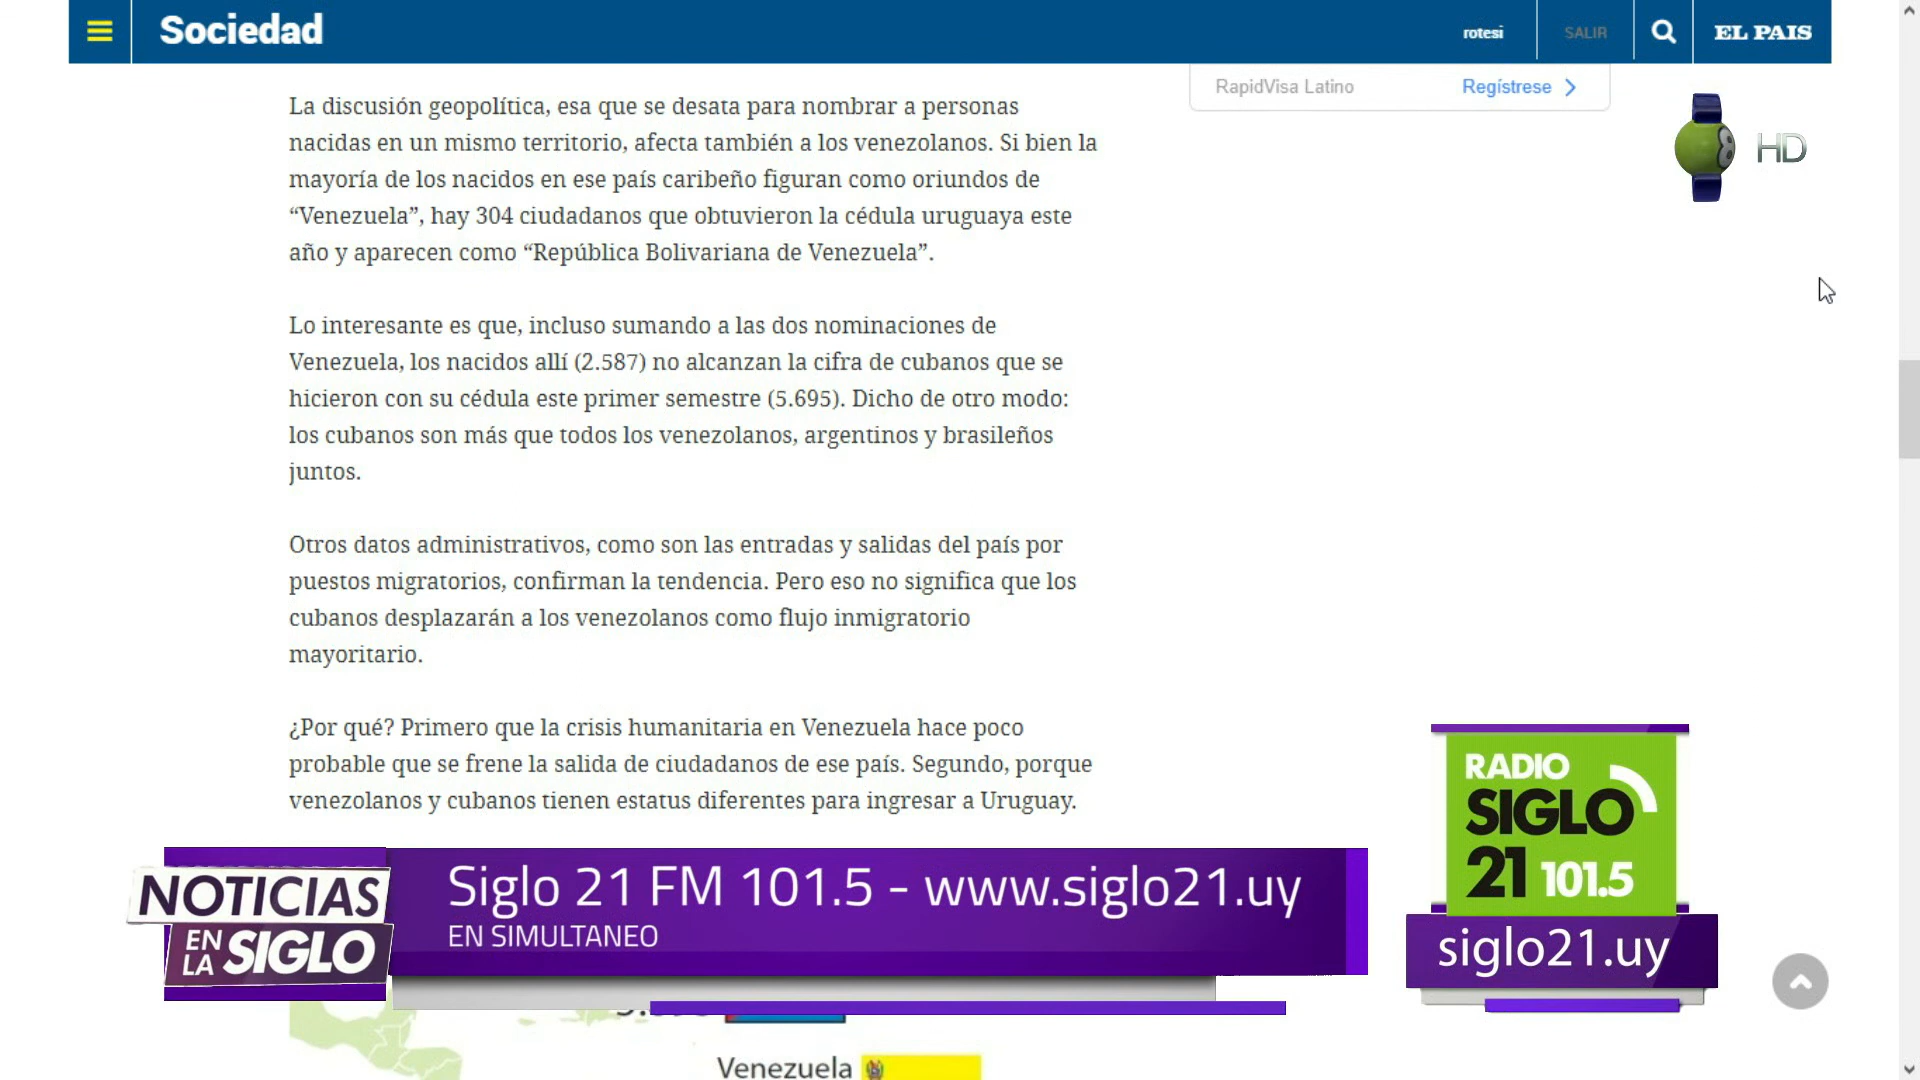 Sociedad
rotesi
SALIR
EL PAIS
RapidVisa Latino
Regístrese
HD
La discusión geopolítica, esa que se desata para nombrar a personas
nacidas en un mismo territorio, afecta también a los venezolanos. Si bien la
mayoría de los nacidos en ese país caribeño figuran como oriundos de
“Venezuela”, hay 304 ciudadanos que obtuvieron la cédula uruguaya este
año y aparecen como “República Bolivariana de Venezuela”.
Lo interesante es que, incluso sumando a las dos nominaciones de
Venezuela, los nacidos allí (2.587) no alcanzan la cifra de cubanos que se
hicieron con su cédula este primer semestre (5.695). Dicho de otro modo:
los cubanos son más que todos los venezolanos, argentinos y brasileños
juntos.
Otros datos administrativos, como son las entradas y salidas del país por
puestos migratorios, confirman la tendencia. Pero eso no significa que los
cubanos desplazarán a los venezolanos como flujo inmigratorio
mayoritario.
¿Por qué? Primero que la crisis humanitaria en Venezuela hace poco
probable que se frene la salida de ciudadanos de ese país. Segundo, porque
venezolanos y cubanos tienen estatus diferentes para ingresar a Uruguay.
NOTICIAS
EN LA SIGLO
Siglo 21 FM 101.5 - www.siglo21.uy
EN SIMULTANEO
RADIO
SIGLO
21 101.5
siglo21.uy
Venezuela